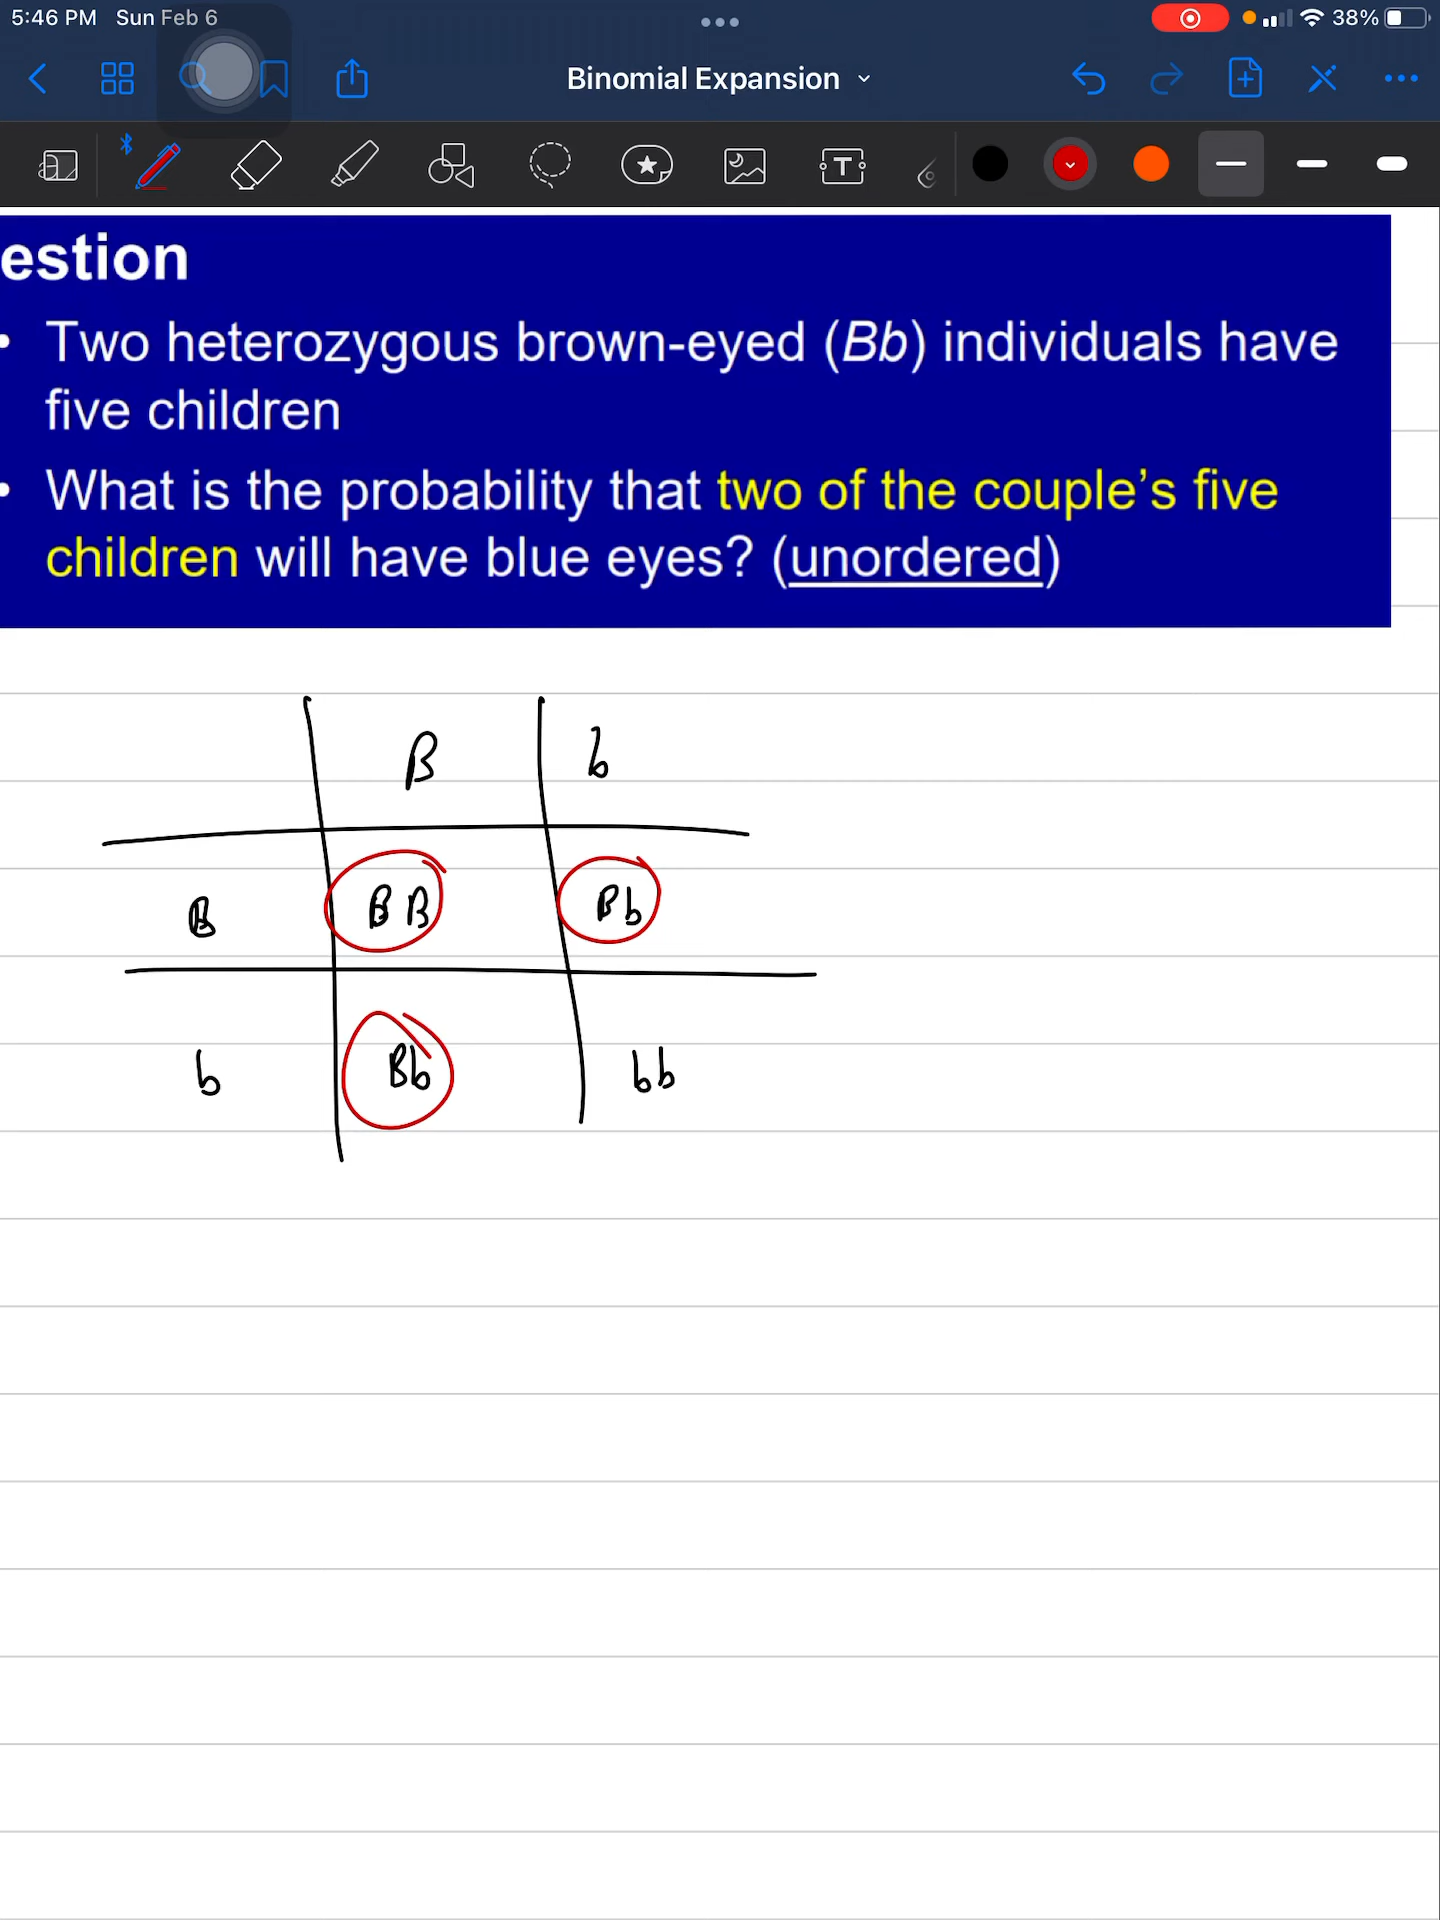 5:46 PM Sun Feb 6
38%
Binomial Expansion
estion
• Two heterozygous brown-eyed (Bb) individuals have
five children
• What is the probability that two of the couple's five
children will have blue eyes? (unordered)
B b
B BB Bb
b Bb bb